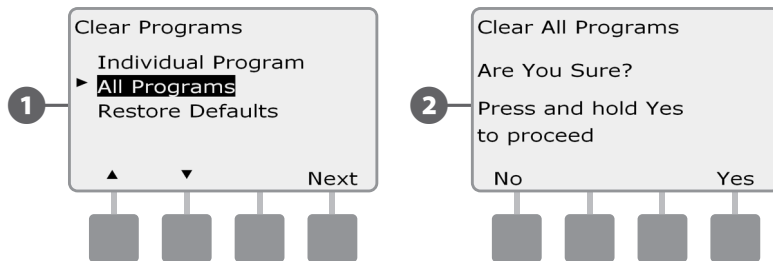 Clear Programs
Individual Program
► All Programs
Restore Defaults
1
▲ ▼ Next
Clear All Programs
Are You Sure?
2
Press and hold Yes
to proceed
No Yes